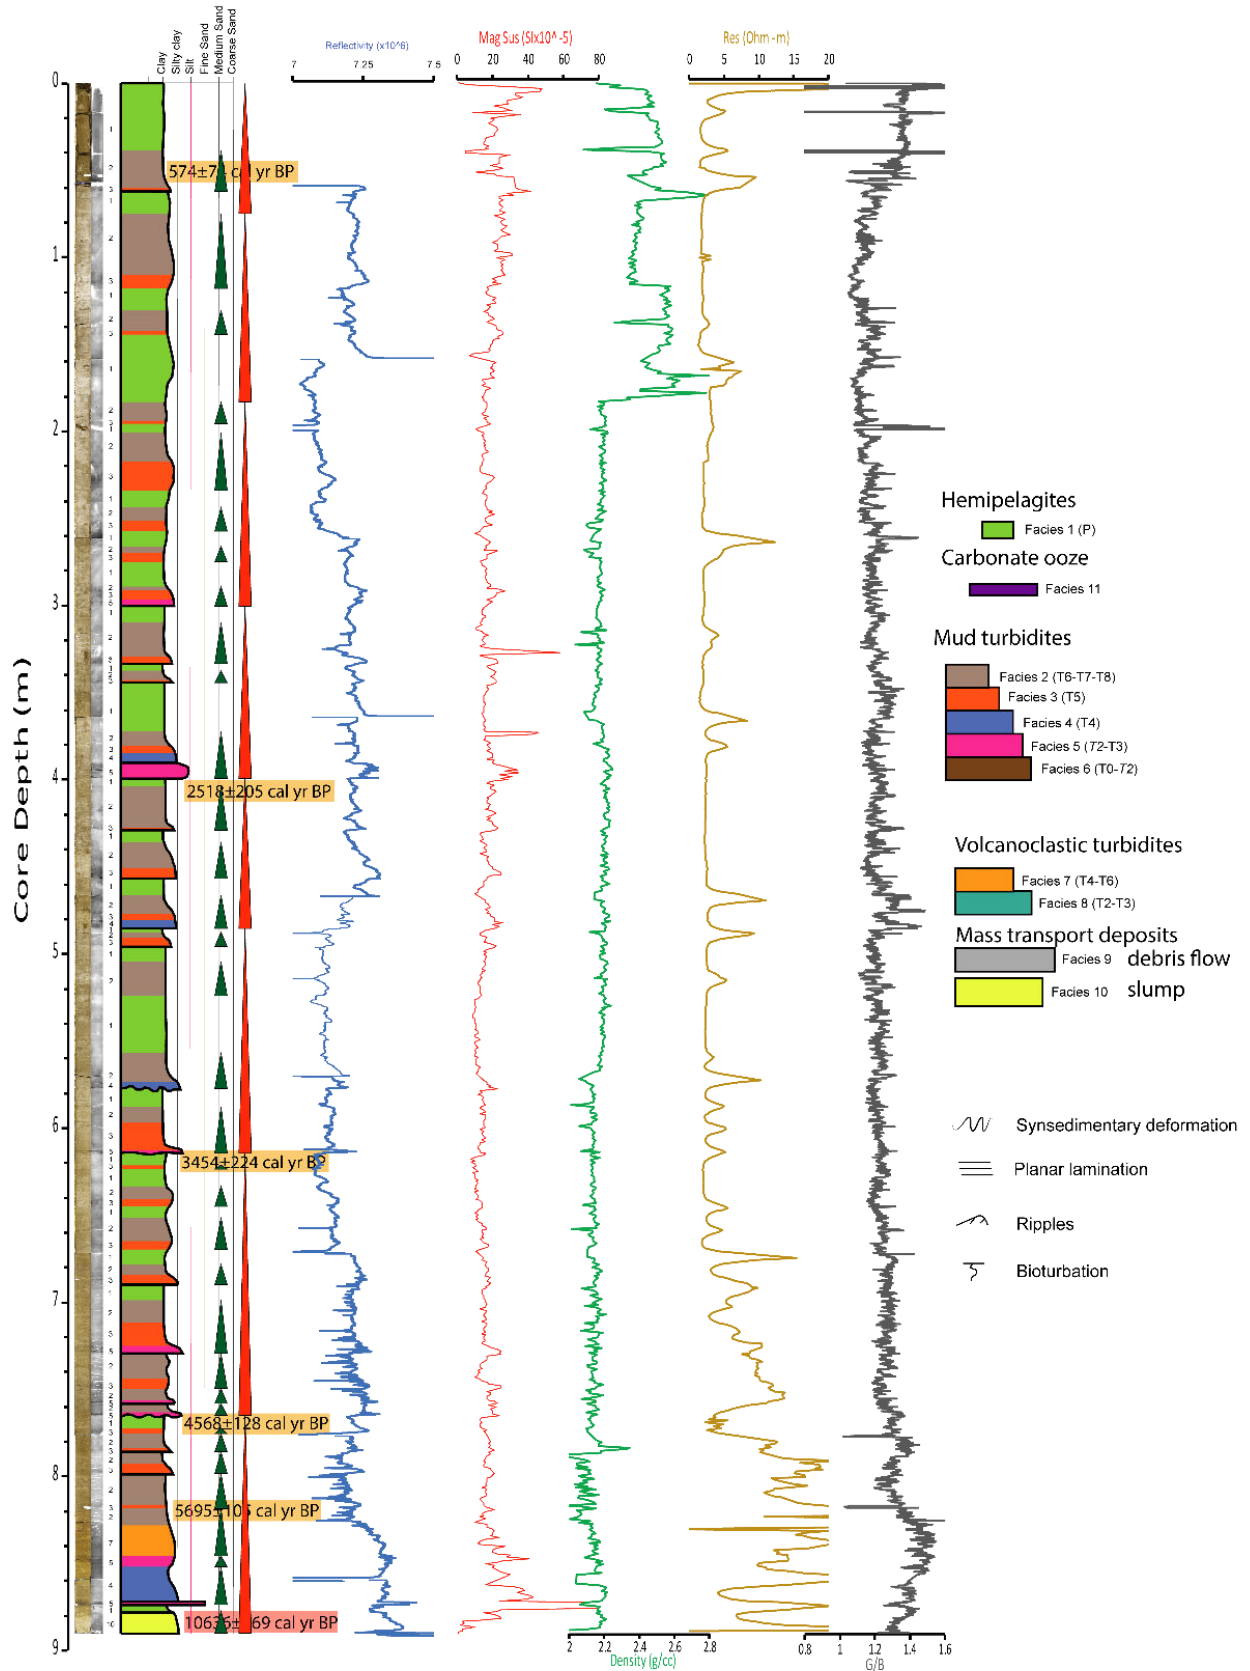 Clay
Silty clay
Silt
Fine Sand
Medium Sand
Coarse Sand
Reflectivity (x10^6)
7 7.25 7.5
Mag Sus (SIx10^ -5)
0 20 40 60 80
Res (Ohm -m)
0 5 10 15 20
Core Depth (m)
0
1
2
3
4
5
6
7
8
9
2518±205 cal yr BP
3454±224 cal yr BP
4568±128 cal yr BP
cal yr BP
cal yr BP
2 2.2 2.4 2.6 2.8
Density (g/cc)
0.8 1 1.2 1.4 1.6
G/B
Hemipelagites
Facies 1 (P)
Carbonate ooze
Facies 11
Mud turbidites
Facies 2 (T6-T7-T8)
Facies 3 (T5)
Facies 4 (T4)
Facies 5 (T2-T3)
Facies 6 (T0-T2)
Volcanoclastic turbidites
Facies 7 (T4-T6)
Facies 8 (T2-T3)
Mass transport deposits
Facies 9 debris flow
Facies 10 slump
Synsedimentary deformation
Planar lamination
Ripples
Bioturbation